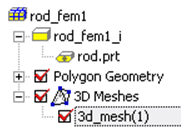 rod_fem1
rod_fem1_i
rod.prt
Polygon Geometry
3D Meshes
3d_mesh(1)